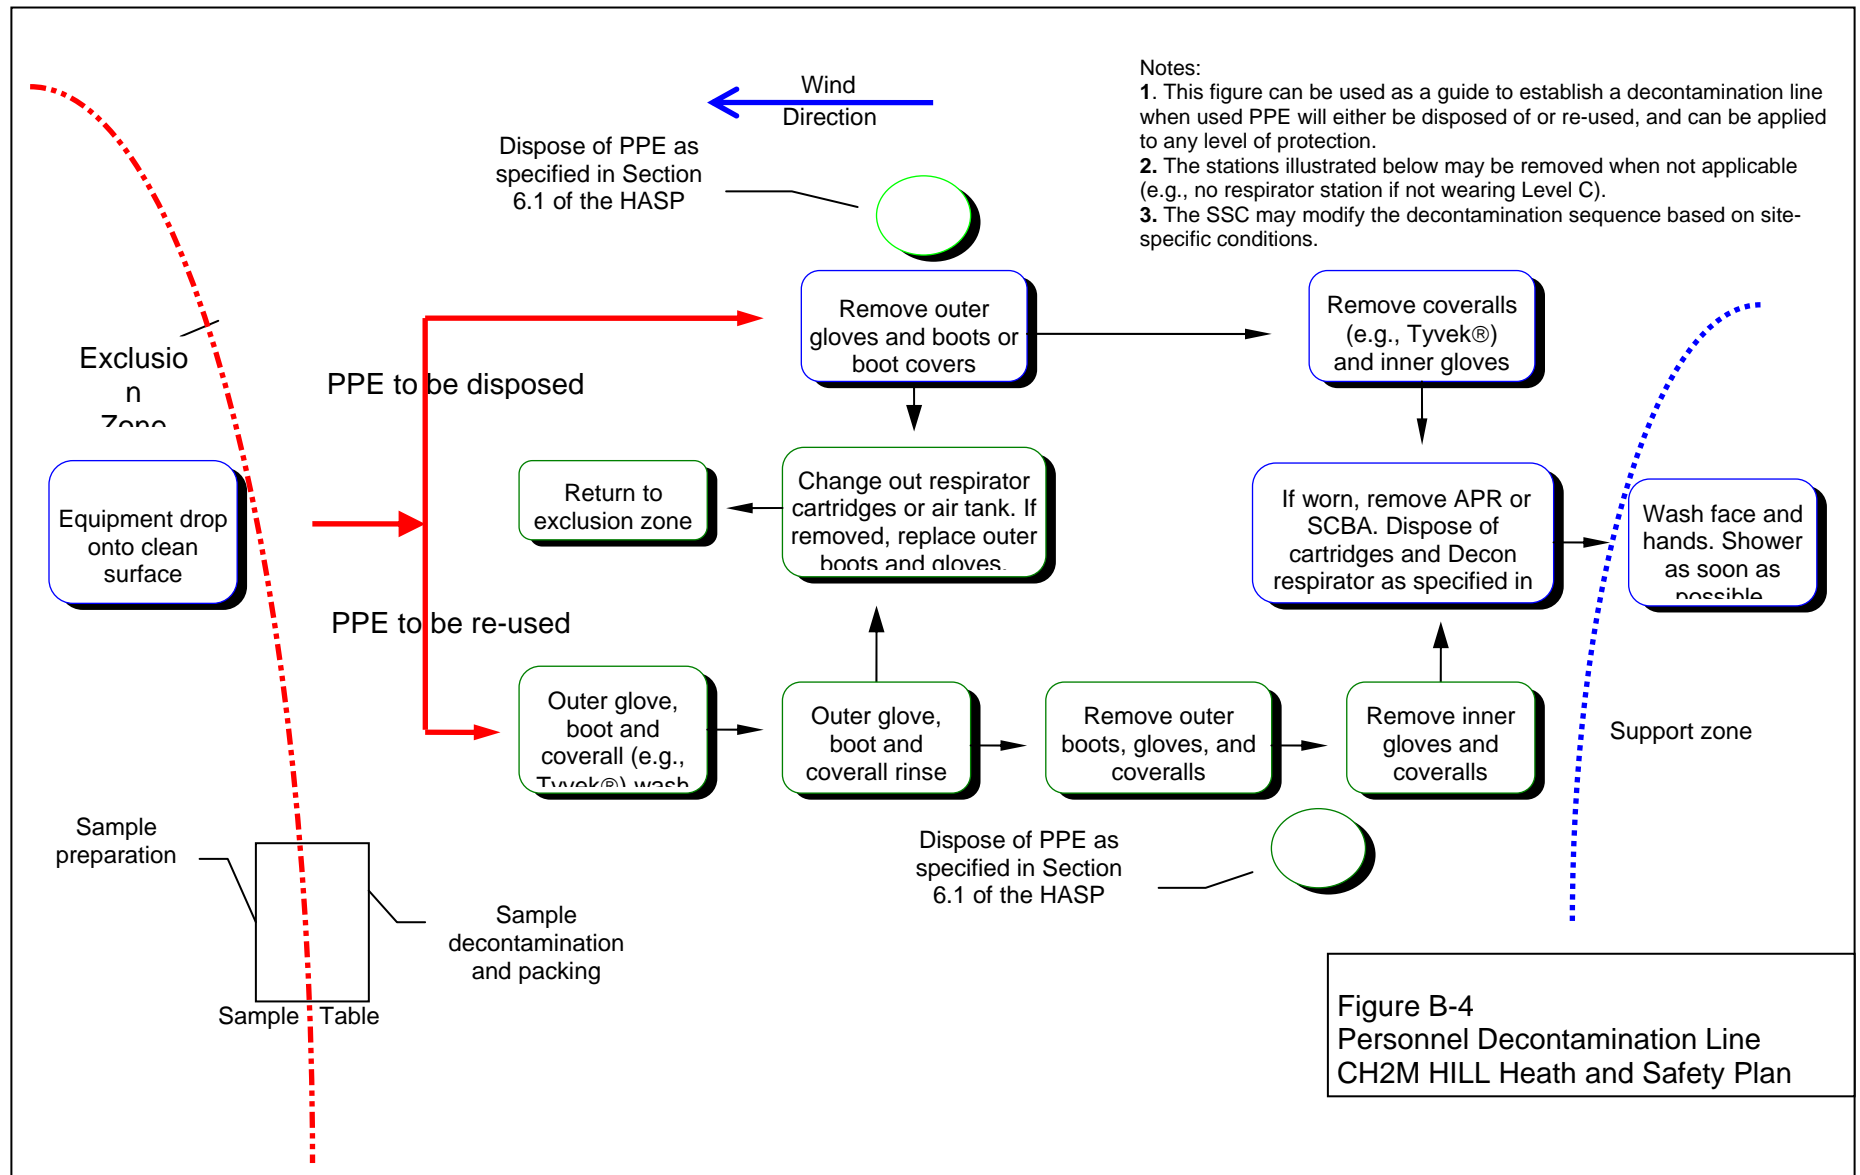 Wind
Direction
Notes:
1. This figure can be used as a guide to establish a decontamination line
when used PPE will either be disposed of or re-used, and can be applied
to any level of protection.
2. The stations illustrated below may be removed when not applicable
(e.g., no respirator station if not wearing Level C).
3. The SSC may modify the decontamination sequence based on site-
specific conditions.
Dispose of PPE as
specified in Section
6.1 of the HASP
Remove outer
gloves and boots or
boot covers
Remove coveralls
(e.g., Tyvek®)
and inner gloves
Exclusio
n
Zone
PPE to be disposed
Equipment drop
onto clean
surface
Return to
exclusion zone
Change out respirator
cartridges or air tank. If
removed, replace outer
boots and gloves.
If worn, remove APR or
SCBA. Dispose of
cartridges and Decon
respirator as specified in
Wash face and
hands. Shower
as soon as
possible
PPE to be re-used
Outer glove,
boot and
coverall (e.g.,
Tyvek®) wash
Outer glove,
boot and
coverall rinse
Remove outer
boots, gloves, and
coveralls
Remove inner
gloves and
coveralls
Support zone
Sample
preparation
Dispose of PPE as
specified in Section
6.1 of the HASP
Sample
decontamination
and packing
Sample Table
Figure B-4
Personnel Decontamination Line
CH2M HILL Heath and Safety Plan